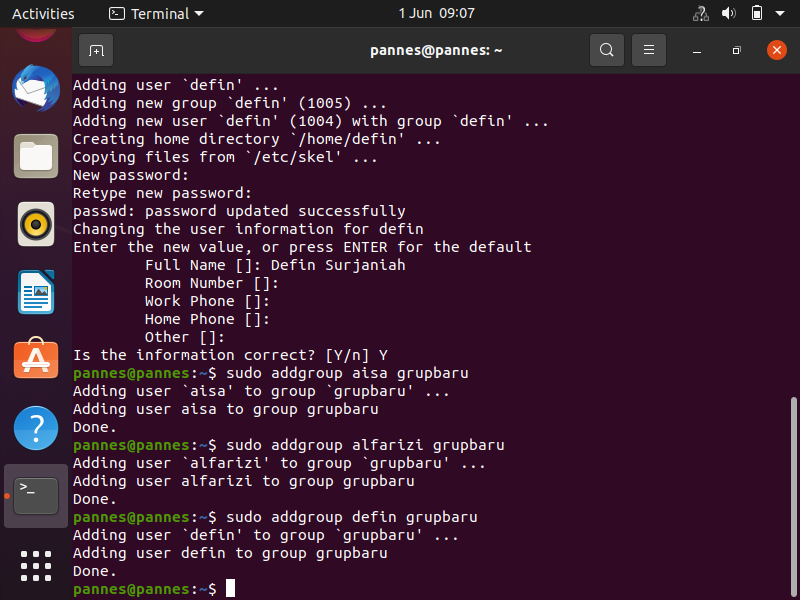 Activities
Terminal
1 Jun 09:07
pannes@pannes: ~
Adding user `defin' ...
Adding new group `defin' (1005) ...
Adding new user `defin' (1004) with group `defin' ...
Creating home directory `/home/defin' ...
Copying files from `/etc/skel' ...
New password:
Retype new password:
passwd: password updated successfully
Changing the user information for defin
Enter the new value, or press ENTER for the default
Full Name []: Defin Surjaniah
Room Number []:
Work Phone []:
Home Phone []:
Other []:
Is the information correct? [Y/n] Y
pannes@pannes:~$ sudo addgroup aisa grupbaru
Adding user `aisa' to group `grupbaru' ...
Adding user aisa to group grupbaru
Done.
pannes@pannes:~$ sudo addgroup alfarizi grupbaru
Adding user `alfarizi' to group `grupbaru' ...
Adding user alfarizi to group grupbaru
Done.
pannes@pannes:~$ sudo addgroup defin grupbaru
Adding user `defin' to group `grupbaru' ...
Adding user defin to group grupbaru
Done.
pannes@pannes:~$